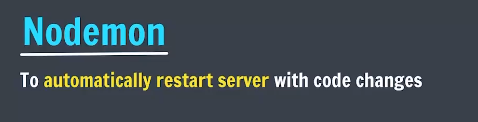 Nodemon
To automatically restart server with code changes